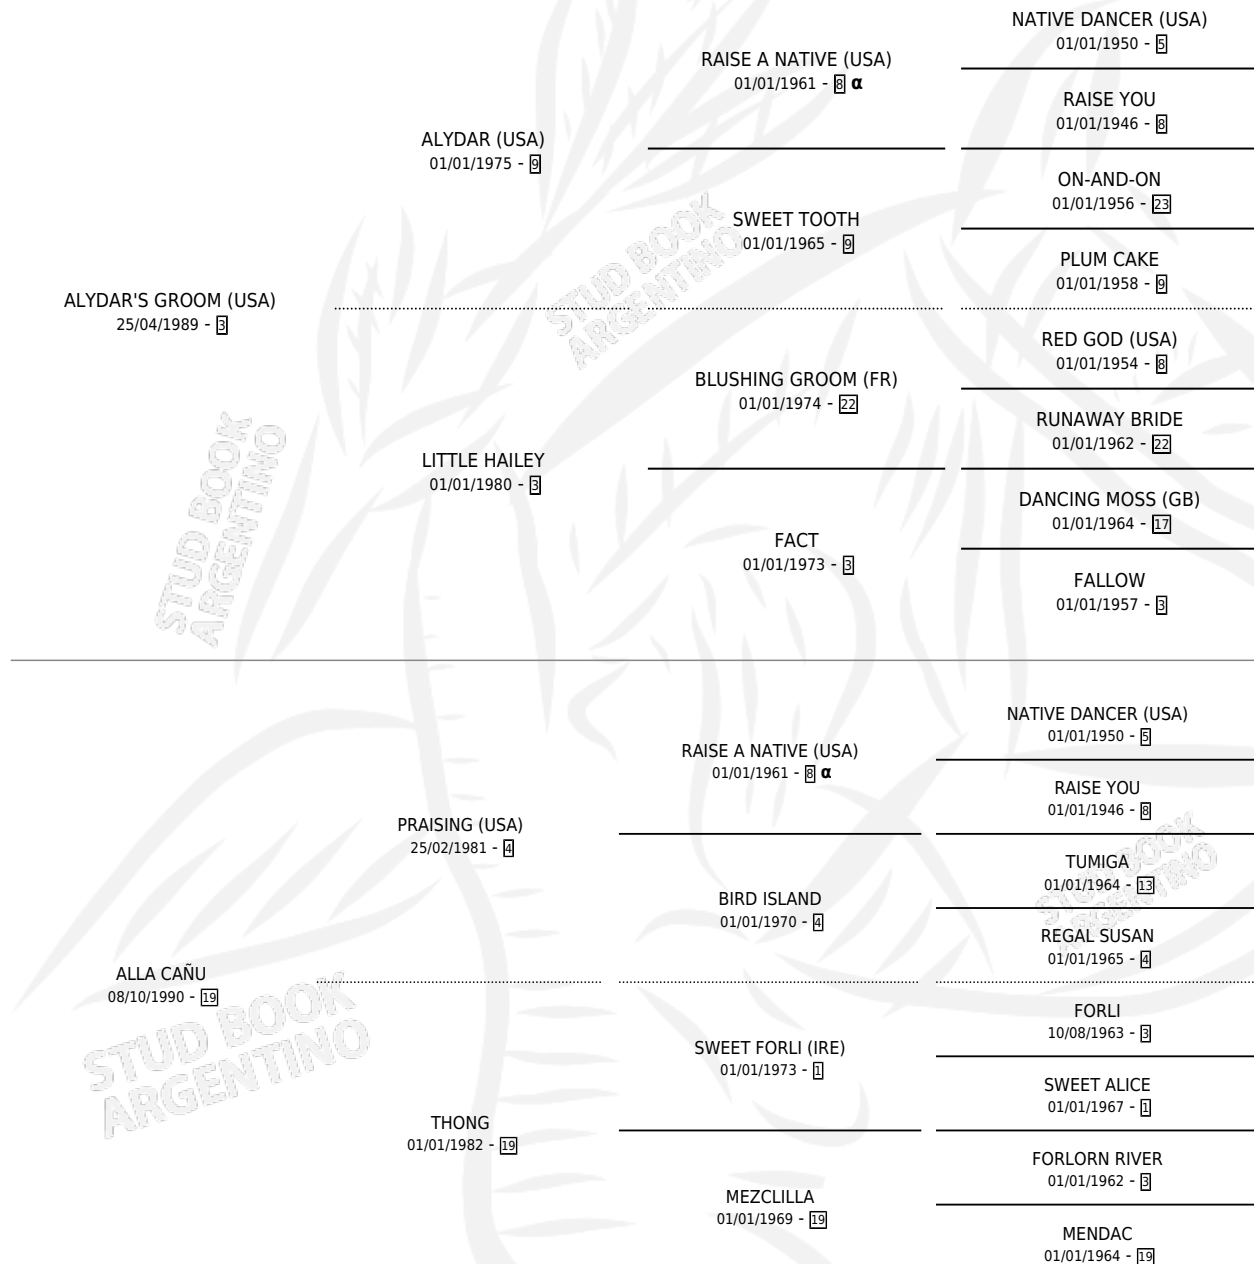 NATIVE DANCER (USA)
01/01/1950 - 5
RAISE A NATIVE (USA)
01/01/1961 - 8 α
RAISE YOU
01/01/1946 - 8
ALYDAR (USA)
01/01/1975 - 9
ON-AND-ON
01/01/1956 - 23
SWEET TOOTH
01/01/1965 - 9
PLUM CAKE
01/01/1958 - 9
ALYDAR'S GROOM (USA)
25/04/1989 - 3
RED GOD (USA)
01/01/1954 - 8
BLUSHING GROOM (FR)
01/01/1974 - 22
RUNAWAY BRIDE
01/01/1962 - 22
LITTLE HAILEY
01/01/1980 - 3
DANCING MOSS (GB)
01/01/1964 - 17
FACT
01/01/1973 - 3
FALLOW
01/01/1957 - 3
NATIVE DANCER (USA)
01/01/1950 - 5
RAISE A NATIVE (USA)
01/01/1961 - 8 α
RAISE YOU
01/01/1946 - 8
PRAISING (USA)
25/02/1981 - 4
TUMIGA
01/01/1964 - 13
BIRD ISLAND
01/01/1970 - 4
REGAL SUSAN
01/01/1965 - 4
ALLA CAÑU
08/10/1990 - 19
FORLI
10/08/1963 - 3
SWEET FORLI (IRE)
01/01/1973 - 1
SWEET ALICE
01/01/1967 - 1
THONG
01/01/1982 - 19
FORLORN RIVER
01/01/1962 - 3
MEZCLILLA
01/01/1969 - 19
MENDAC
01/01/1964 - 19
STUD BOOK
ARGENTINO
STUD BOOK
ARGENTINO
STUD BOOK
ARGENTINO
STUD BOOK
ARGENTINO